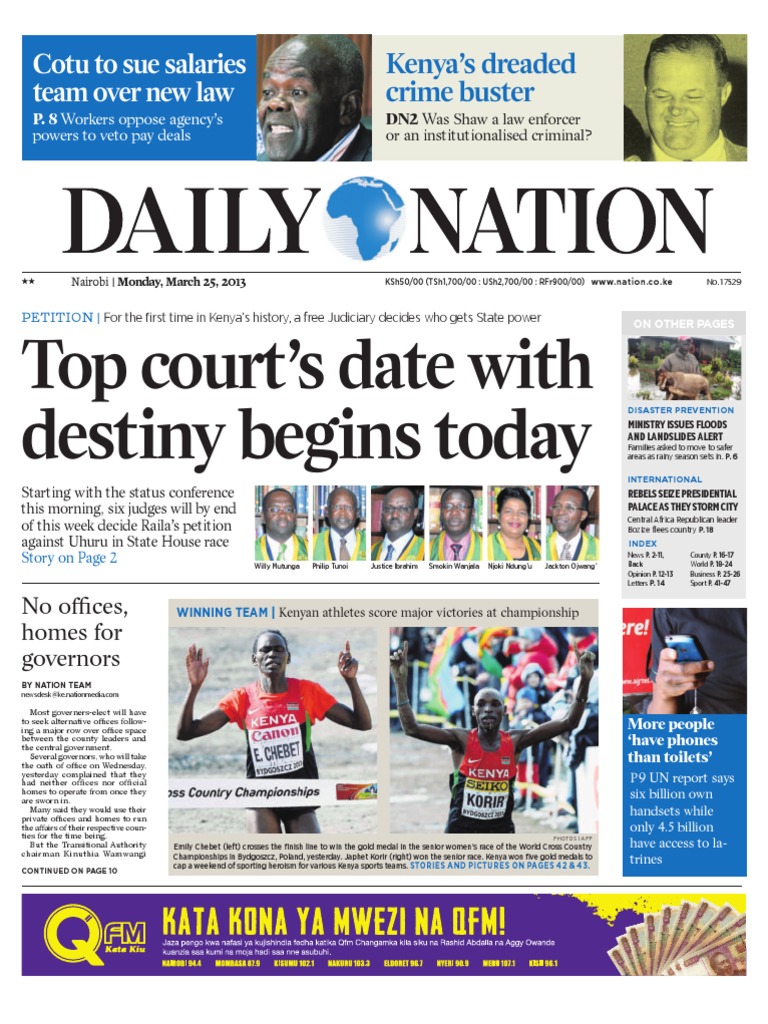 Cotu to sue salaries
team over new law
P. 8 Workers oppose agency's
powers to veto pay deals
Kenya's dreaded
crime buster
DN2 Was Shaw a law enforcer
or an institutionalised criminal?
DAILY NATION
★★
Nairobi | Monday, March 25, 2013
KSh50/00 (TSh1,700/00 : USh2,700/00 : RFr900/00) www.nation.co.ke
No.17529
PETITION | For the first time in Kenya's history, a free Judiciary decides who gets State power
Top court's date with
destiny begins today
Starting with the status conference
this morning, six judges will by end
of this week decide Raila's petition
against Uhuru in State House race
Story on Page 2
Willy Mutunga
Philip Tunoi
Justice Ibrahim
Smokin Wanjala
Njoki Ndung'u
Jackton Ojwang'
ON OTHER PAGES
DISASTER PREVENTION
MINISTRY ISSUES FLOODS
AND LANDSLIDES ALERT
Families asked to move to safer
areas as rainy season sets in. P. 6
INTERNATIONAL
REBELS SEIZE PRESIDENTIAL
PALACE AS THEY STORM CITY
Central Africa Republican leader
Bozize flees country P. 18
INDEX
News P. 2-11,
Back
Opinion P. 12-13
Letters P. 14
County P. 16-17
World P. 18-24
Business P. 25-26
Sport P. 41-47
No offices,
homes for
governors
BY NATION TEAM
newsdesk@ke.nationmedia.com
Most governors-elect will have
to seek alternative offices follow-
ing a major row over office space
between the county leaders and
the central government.
Several governors, who will take
the oath of office on Wednesday,
yesterday complained that they
had neither offices nor official
homes to operate from once they
are sworn in.
Many said they would use their
private offices and homes to run
the affairs of their respective coun-
ties for the time being.
But the Transitional Authority
chairman Kinuthia Wamwangi
CONTINUED ON PAGE 10
WINNING TEAM | Kenyan athletes score major victories at championship
KENYA
Canon
E. CHEBET
BYDGOSZCZ 2013
oss Country Championships
KENYA
SEIKO
KORIR
BYDGOSZCZ 2013
PHOTOS | AFP
Emily Chebet (left) crosses the finish line to win the gold medal in the senior women's race of the World Cross Country
Championships in Bydgoszcz, Poland, yesterday. Japhet Korir (right) won the senior race. Kenya won five gold medals to
cap a weekend of sporting heroism for various Kenya sports teams. STORIES AND PICTURES ON PAGES 42 & 43.
ere!
More people
'have phones
than toilets'
P9 UN report says
six billion own
handsets while
only 4.5 billion
have access to la-
trines
Q FM
Kata Kiu
KATA KONA YA MWEZI NA QFM!
Jaza pengo kwa nafasi ya kujishindia fedha katika Qfm Changamka kila siku na Rashid Abdalla na Aggy Owande
kuanzia saa kumi na moja hadi saa nne asubuhi.
NAIROBI 94.4 MOMBASA 87.9 KISUMU 102.1 NAKURU 103.3 ELDORET 96.7 NYERI 90.9 MERU 107.1 KISII 96.1